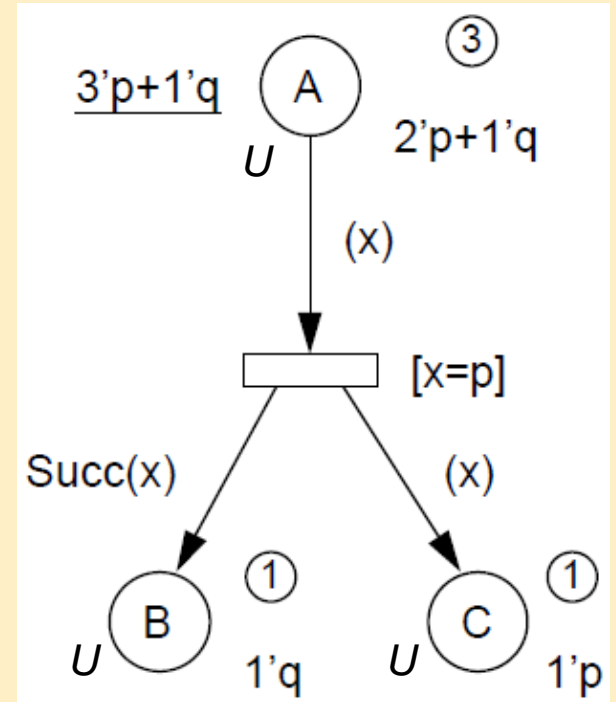 3
3’p+1’q
A
2’p+1’q
U
(x)
[x=p]
Succ(x)
(x)
1
1
B
C
U
1’q
U
1’p